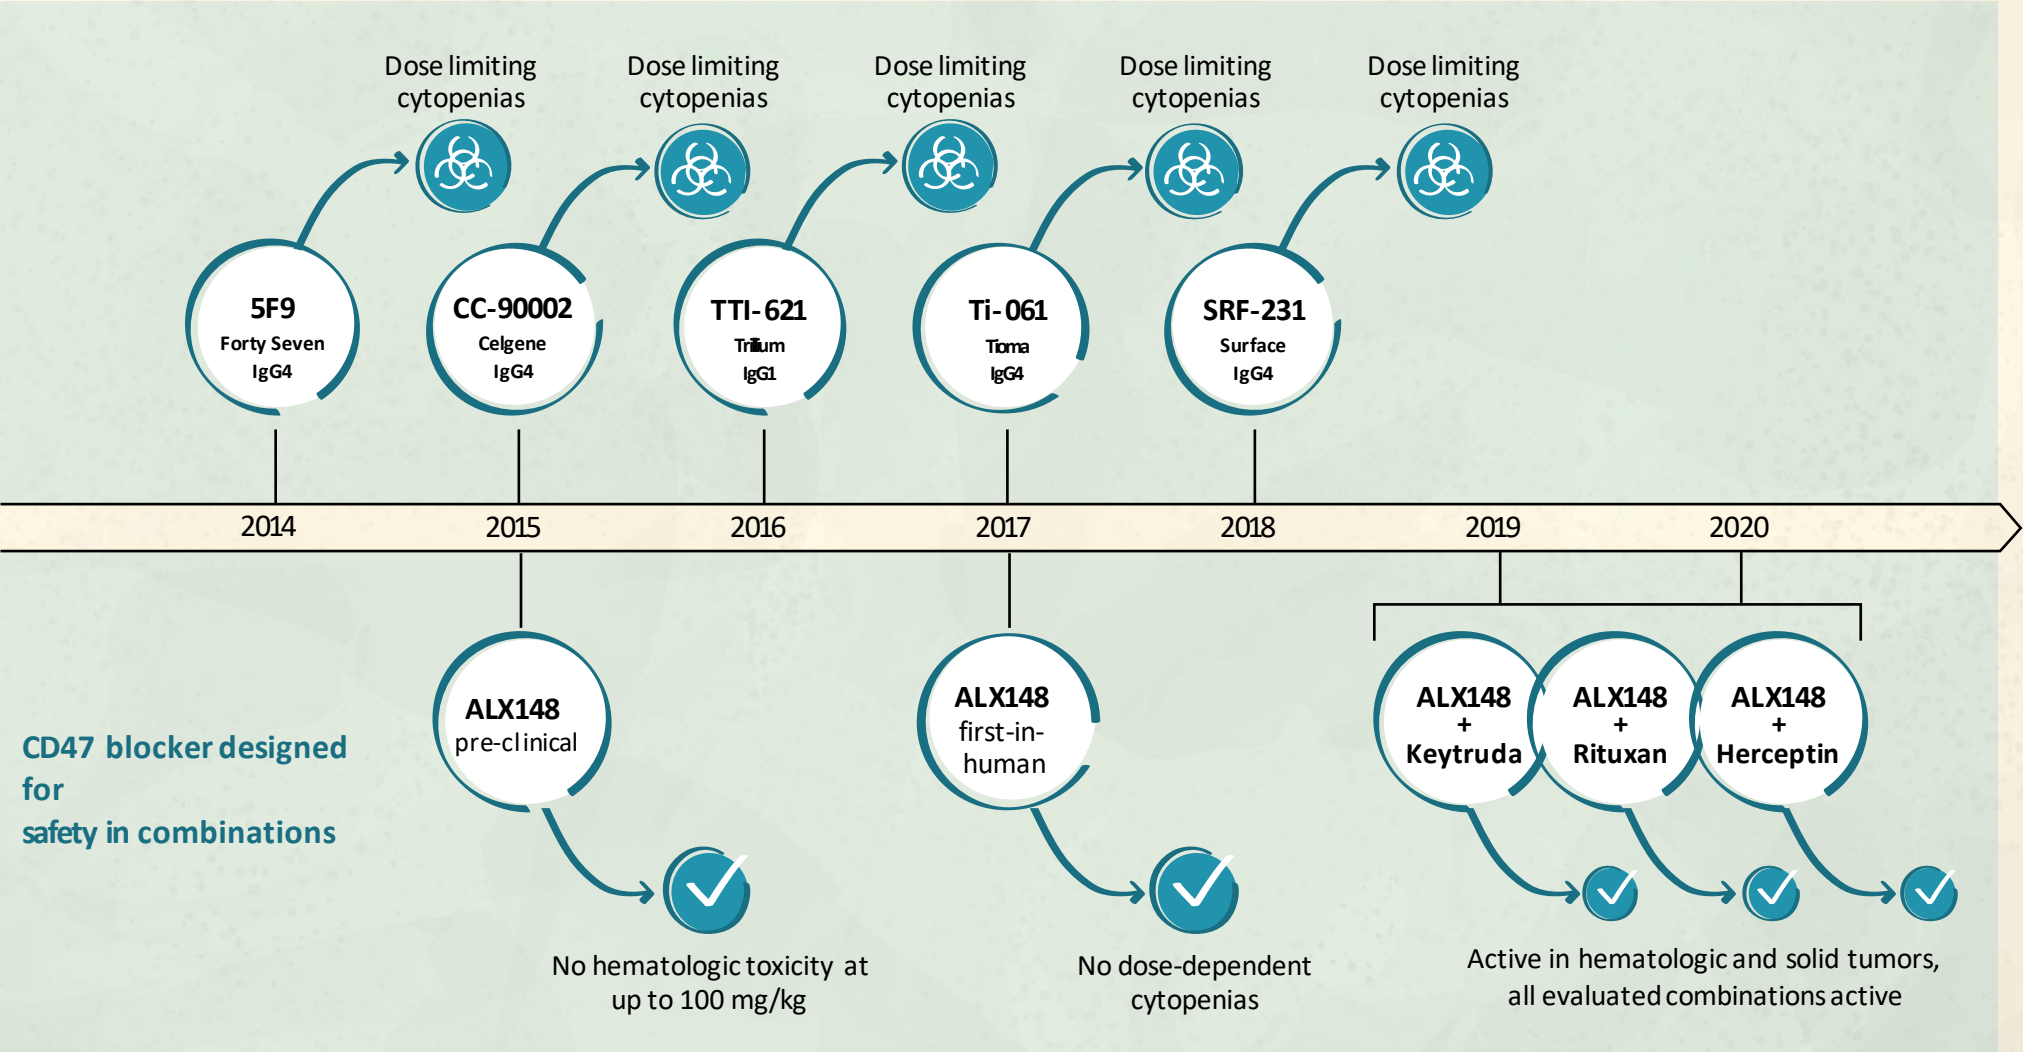 Dose limiting
cytopenias
Dose limiting
cytopenias
Dose limiting
cytopenias
Dose limiting
cytopenias
Dose limiting
cytopenias
5F9
Forty Seven
IgG4
CC-90002
Celgene
IgG4
TTI-621
Trillium
IgG1
Ti-061
Tioma
IgG4
SRF-231
Surface
IgG4
2014
2015
2016
2017
2018
2019
2020
CD47 blocker designed
for
safety in combinations
ALX148
pre-clinical
ALX148
first-in-
human
ALX148
+
Keytruda
ALX148
+
Rituxan
ALX148
+
Herceptin
No hematologic toxicity at
up to 100 mg/kg
No dose-dependent
cytopenias
Active in hematologic and solid tumors,
all evaluated combinations active